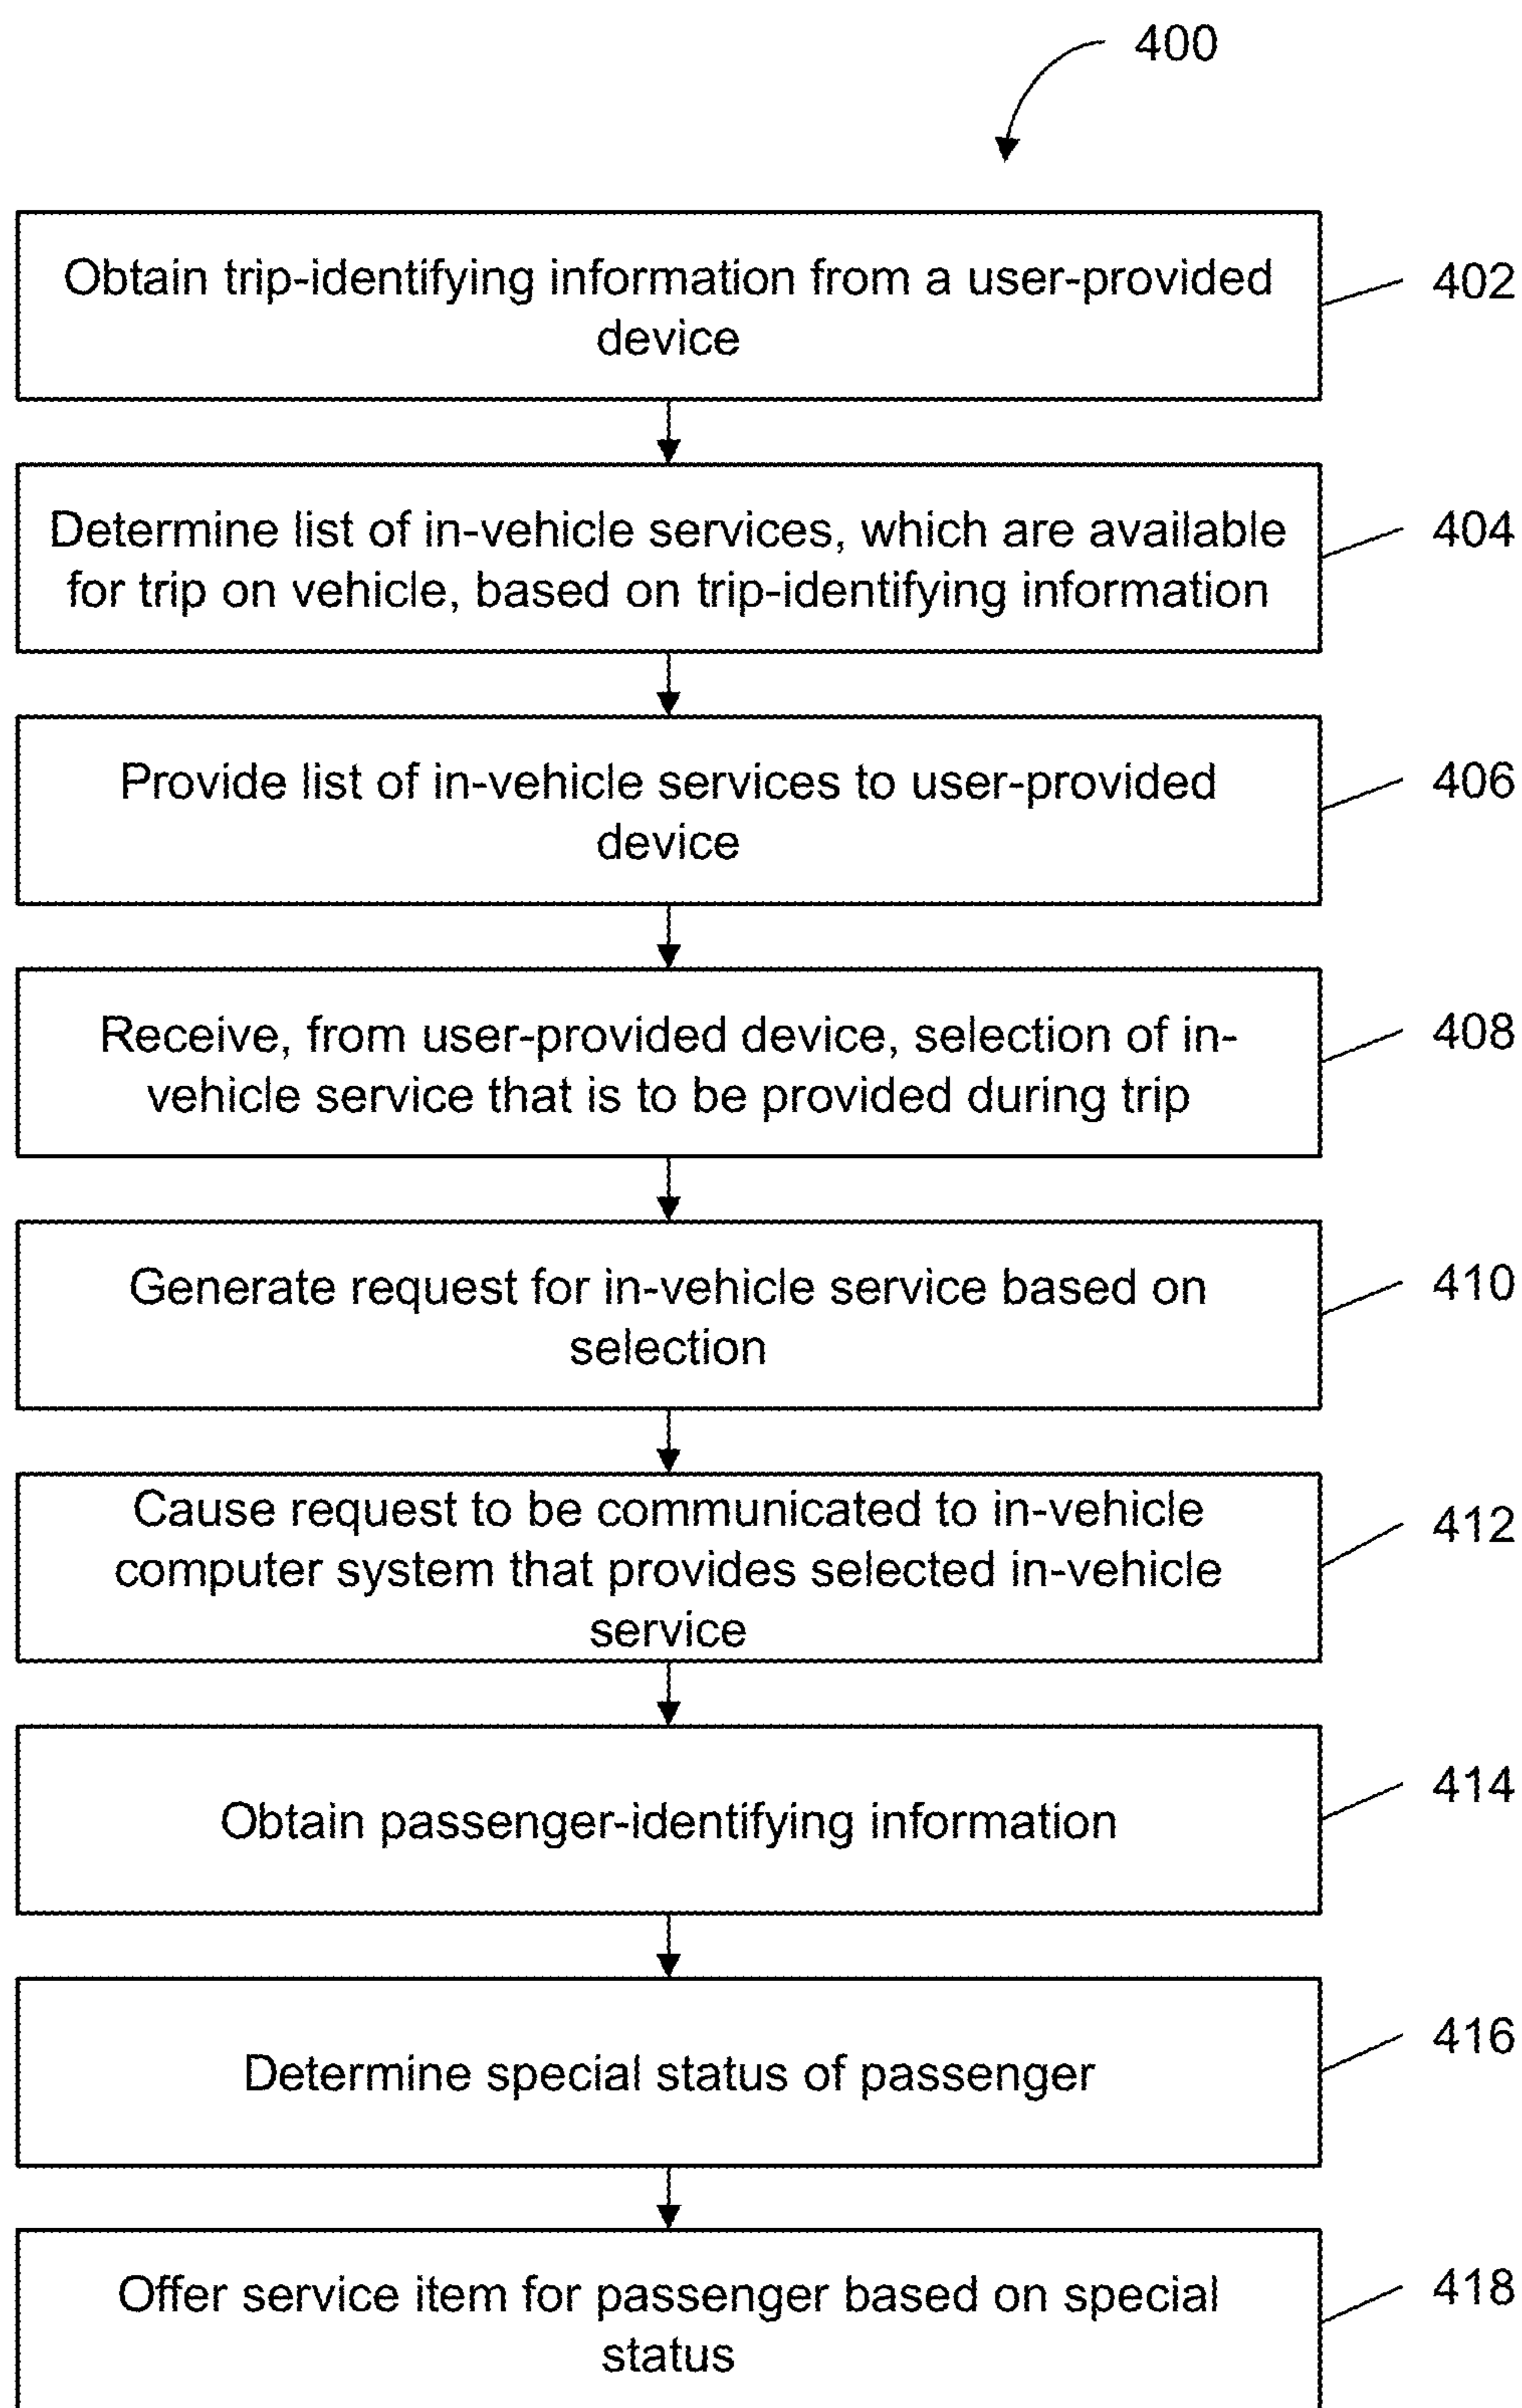 400
Obtain trip-identifying information from a user-provided
device
402
Determine list of in-vehicle services, which are available
for trip on vehicle, based on trip-identifying information
404
Provide list of in-vehicle services to user-provided
device
406
Receive, from user-provided device, selection of in-
vehicle service that is to be provided during trip
408
Generate request for in-vehicle service based on
selection
410
Cause request to be communicated to in-vehicle
computer system that provides selected in-vehicle
service
412
Obtain passenger-identifying information
414
Determine special status of passenger
416
Offer service item for passenger based on special
status
418